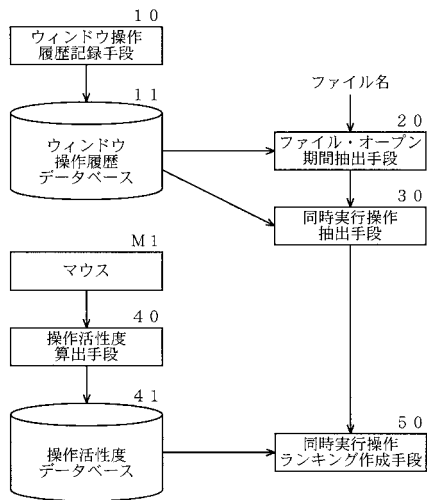 １０
ウィンドウ操作
履歴記録手段
１１
ウィンドウ
操作履歴
データベース
ファイル名
２０
ファイル・オープン
期間抽出手段
３０
同時実行操作
抽出手段
Ｍ１
マウス
４０
操作活性度
算出手段
４１
操作活性度
データベース
５０
同時実行操作
ランキング作成手段